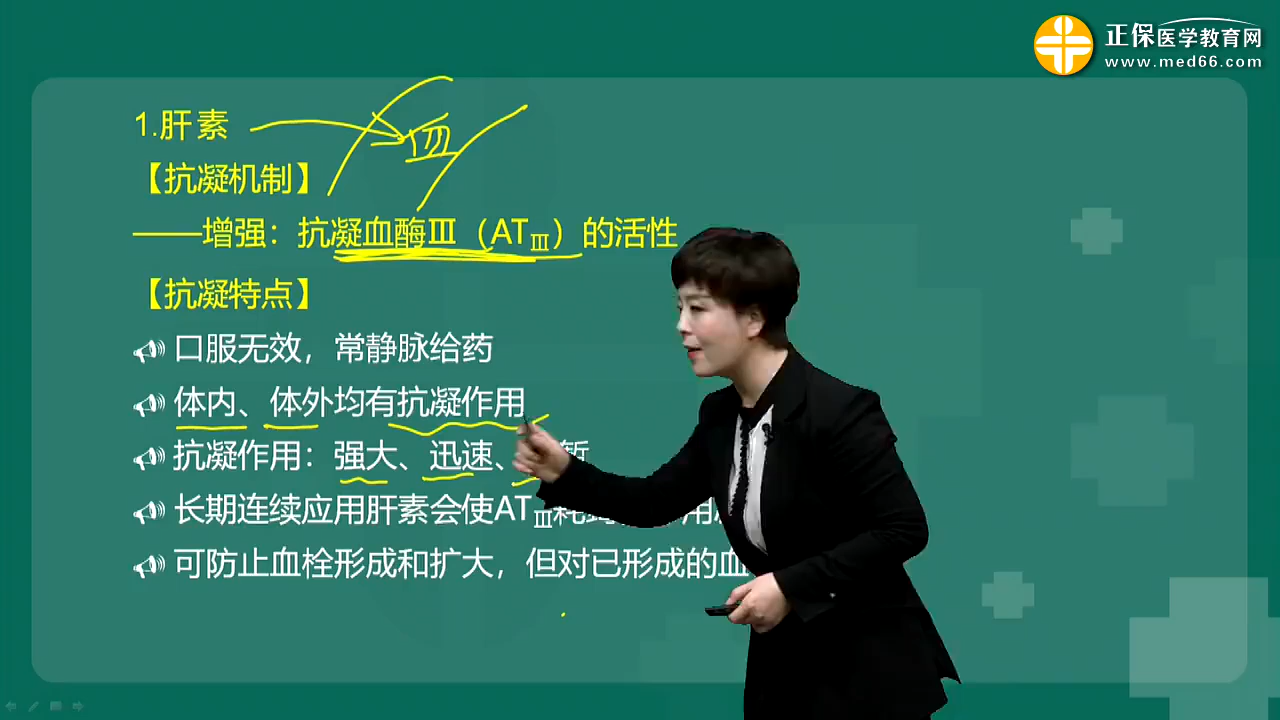 正保医学教育网
www.med66.com
1.肝素
血
【抗凝机制】
——增强：抗凝血酶Ⅲ（ATⅢ）的活性
【抗凝特点】
口服无效，常静脉给药
体内、体外均有抗凝作用
抗凝作用：强大、迅速、暂
长期连续应用肝素会使ATⅢ耗
可防止血栓形成和扩大，但对已形成的血